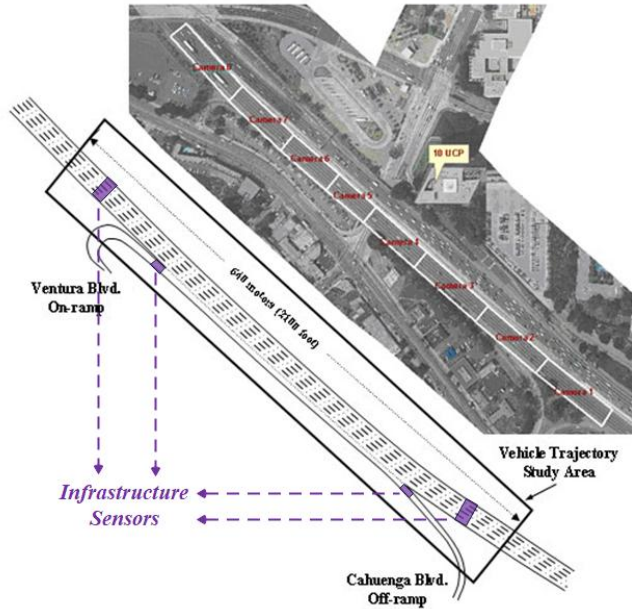 Camera 8
Camera 7
Camera 6
Camera 5
10 UCP
Camera 4
Camera 3
Camera 2
Camera 1
640 meters (2100 feet)
Ventura Blvd.
On-ramp
Vehicle Trajectory
Study Area
Infrastructure
Sensors
Cahuenga Blvd.
Off-ramp